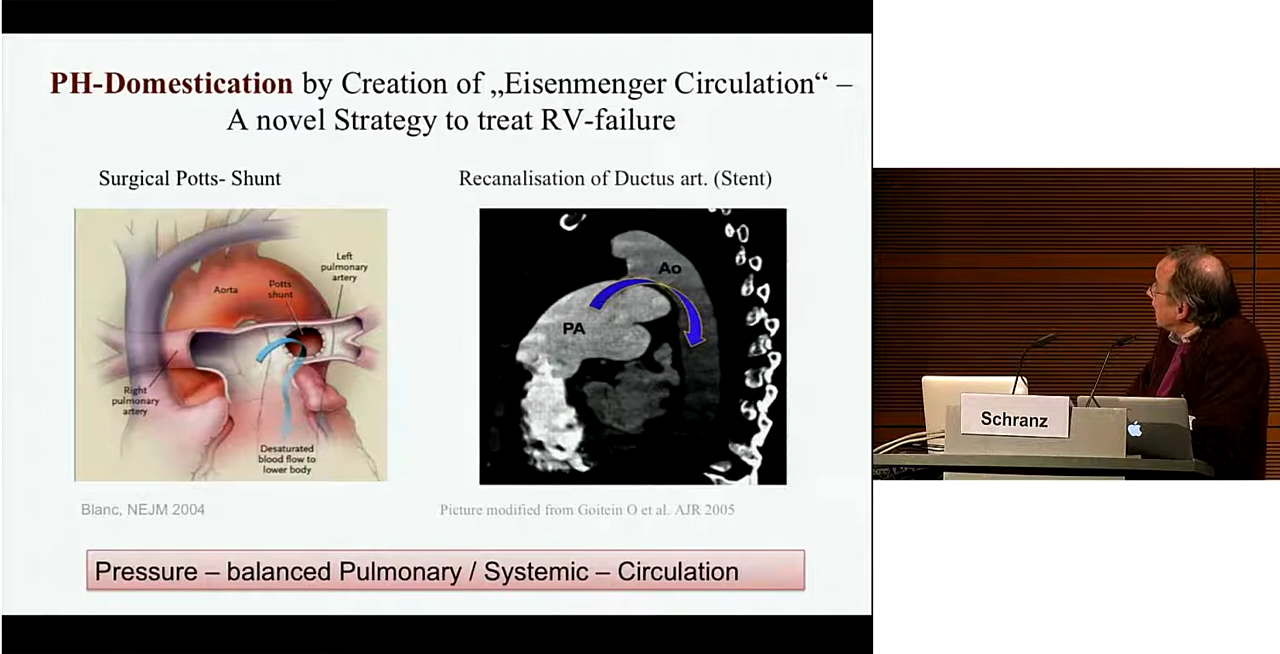 PH-Domestication by Creation of „Eisenmenger Circulation“ –
A novel Strategy to treat RV-failure
Surgical Potts- Shunt
Recanalisation of Ductus art. (Stent)
Left
pulmonary
artery
Potts
shunt
Aorta
Right
pulmonary
artery
Desaturated
blood flow to
lower body
Ao
PA
Blanc, NEJM 2004
Picture modified from Goitein O et al. AJR 2005
Pressure – balanced Pulmonary / Systemic – Circulation
Schranz